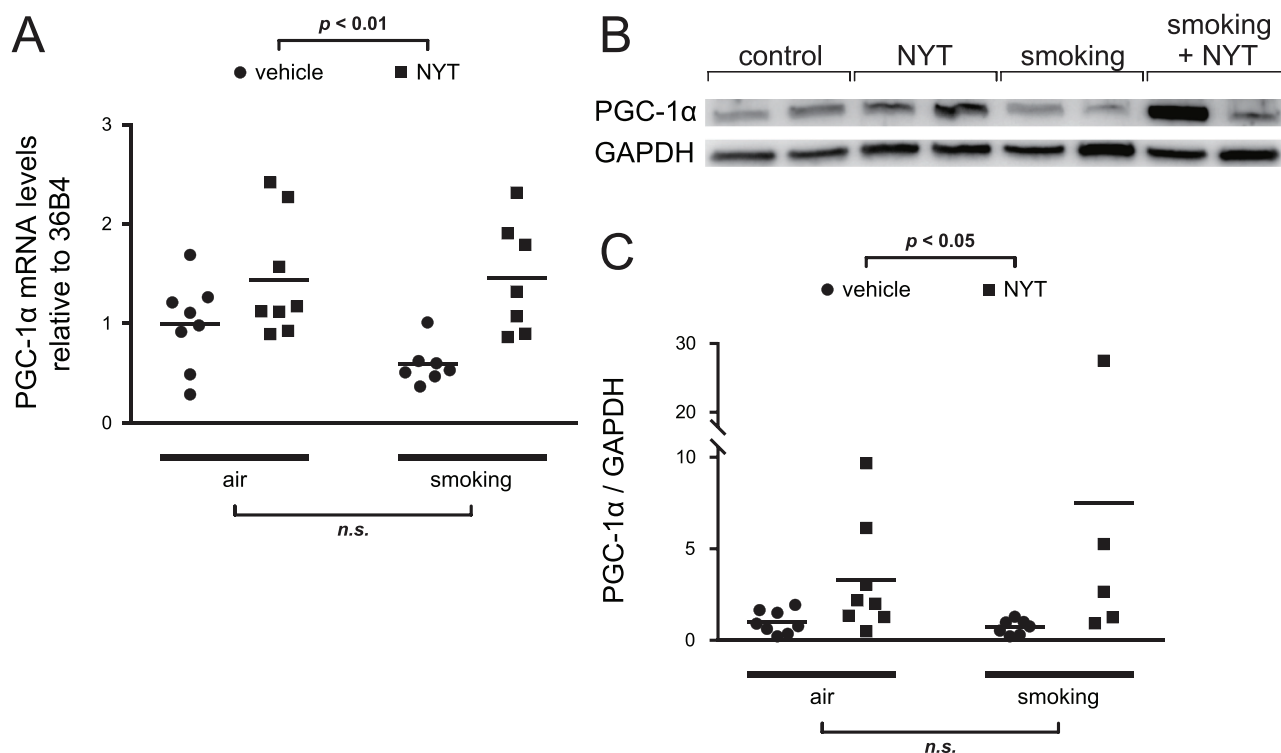 A
p < 0.01
vehicle
NYT
PGC-1α mRNA levels
relative to 36B4
3
2
1
0
air
smoking
n.s.
B
control
NYT
smoking
smoking
+ NYT
PGC-1α
GAPDH
C
p < 0.05
vehicle
NYT
PGC-1α / GAPDH
30
20
10
5
0
air
smoking
n.s.